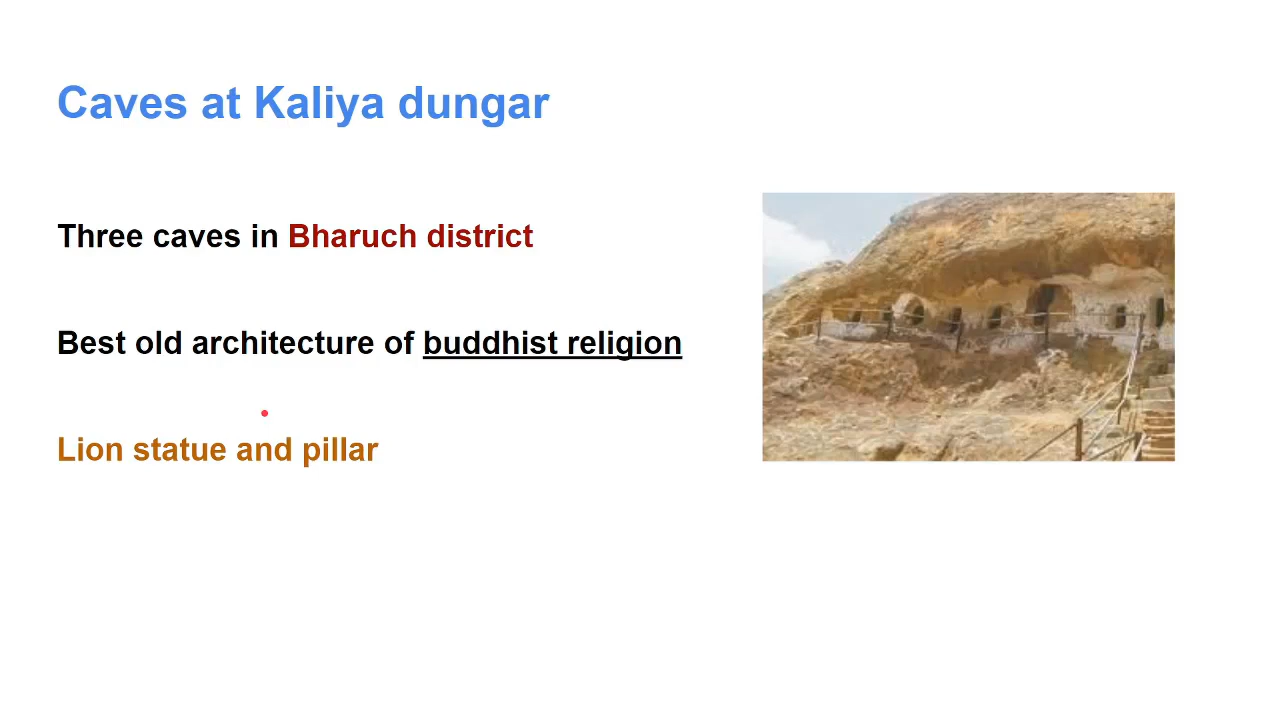 Caves at Kaliya dungar
Three caves in Bharuch district
Best old architecture of buddhist religion
Lion statue and pillar